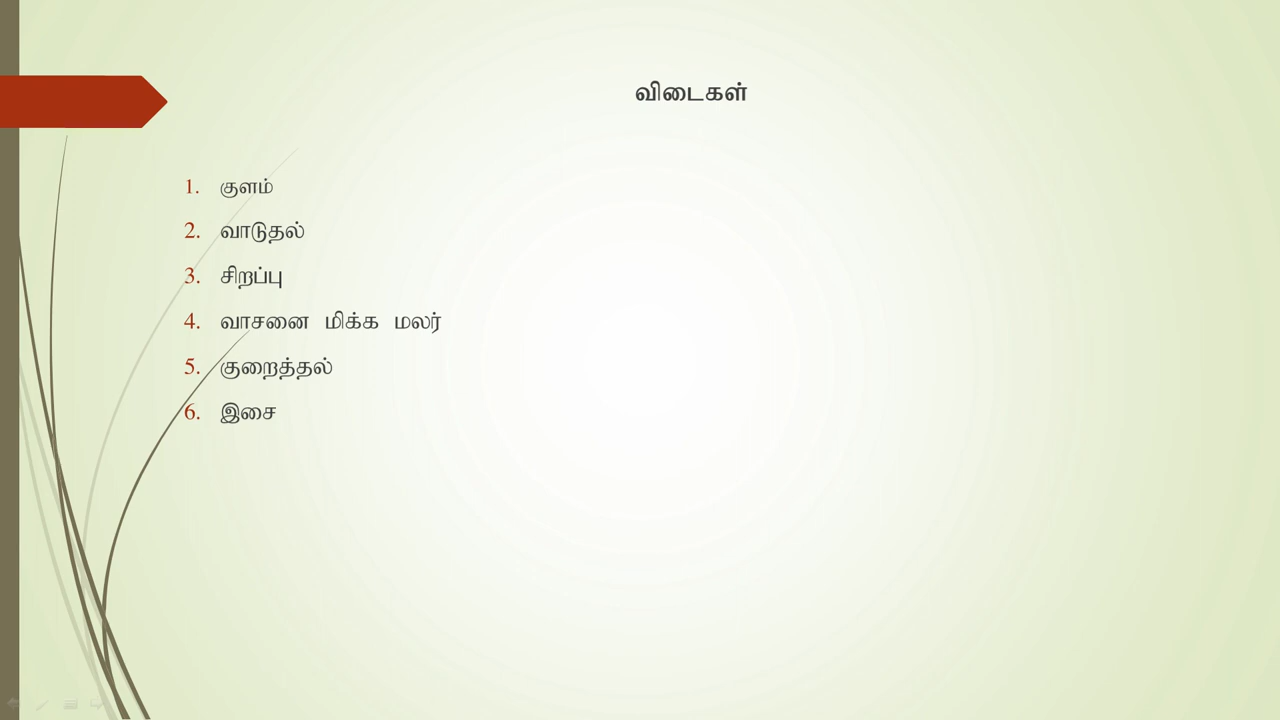 விடைகள்
1. குளம்
2. வாடுதல்
3. சிறப்பு
4. வாசனை மிக்க மலர்
5. குறைத்தல்
6. இசை